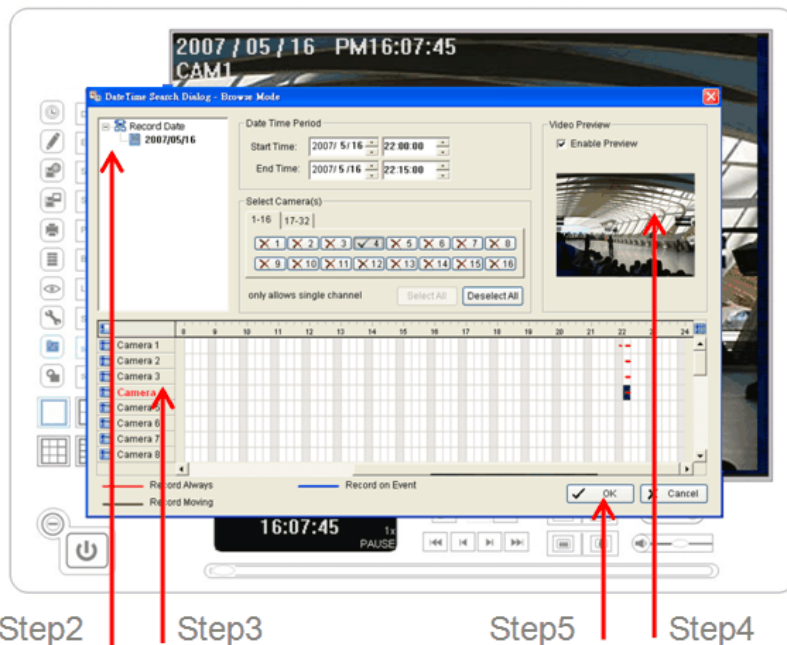 2007 / 05 / 16 PM16:07:45
CAM1
DateTime Search Dialog - Browse Mode
Record Date
2007/05/16
Date Time Period
Start Time: 2007/ 5/16 22:00:00
End Time: 2007/ 5/16 22:15:00
Select Camera(s)
1-16 17-32
1 2 3 4 5 6 7 8
9 10 11 12 13 14 15 16
only allows single channel Select All Deselect All
Video Preview
Enable Preview
8 9 10 11 12 13 14 15 16 17 18 19 20 21 22 23 24
Camera 1
Camera 2
Camera 3
Camera
Camera 5
Camera 6
Camera 7
Camera 8
Record Always
Record on Event
Record Moving
OK Cancel
16:07:45 1x
PAUSE
Step2 Step3 Step5 Step4